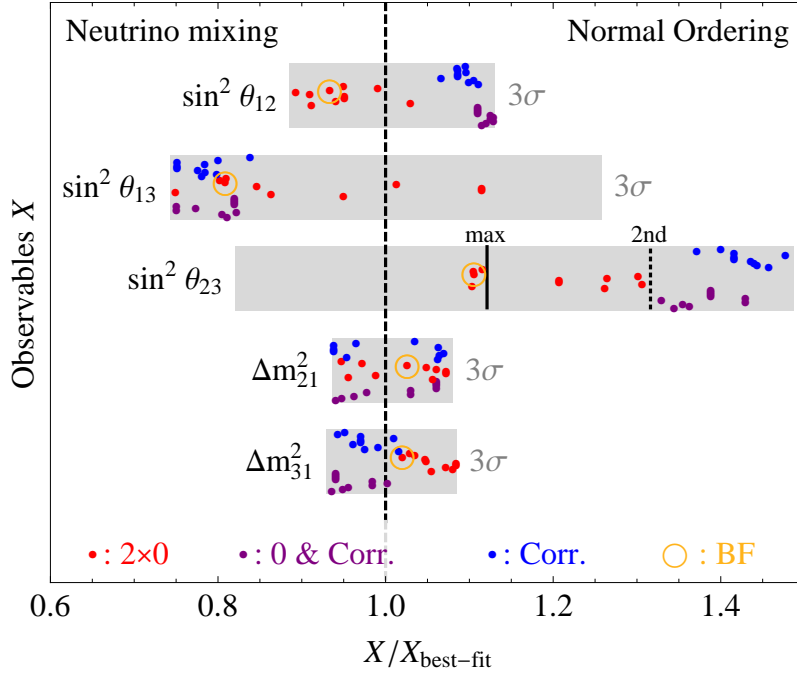 Neutrino mixing Normal Ordering
sin² θ₁₂ 3σ
sin² θ₁₃ 3σ
max 2nd
sin² θ₂₃
Δm²₂₁ 3σ
Δm²₃₁ 3σ
Observables X
: 2×0 : 0 & Corr. : Corr. : BF
0.6 0.8 1.0 1.2 1.4
X/X_best−fit